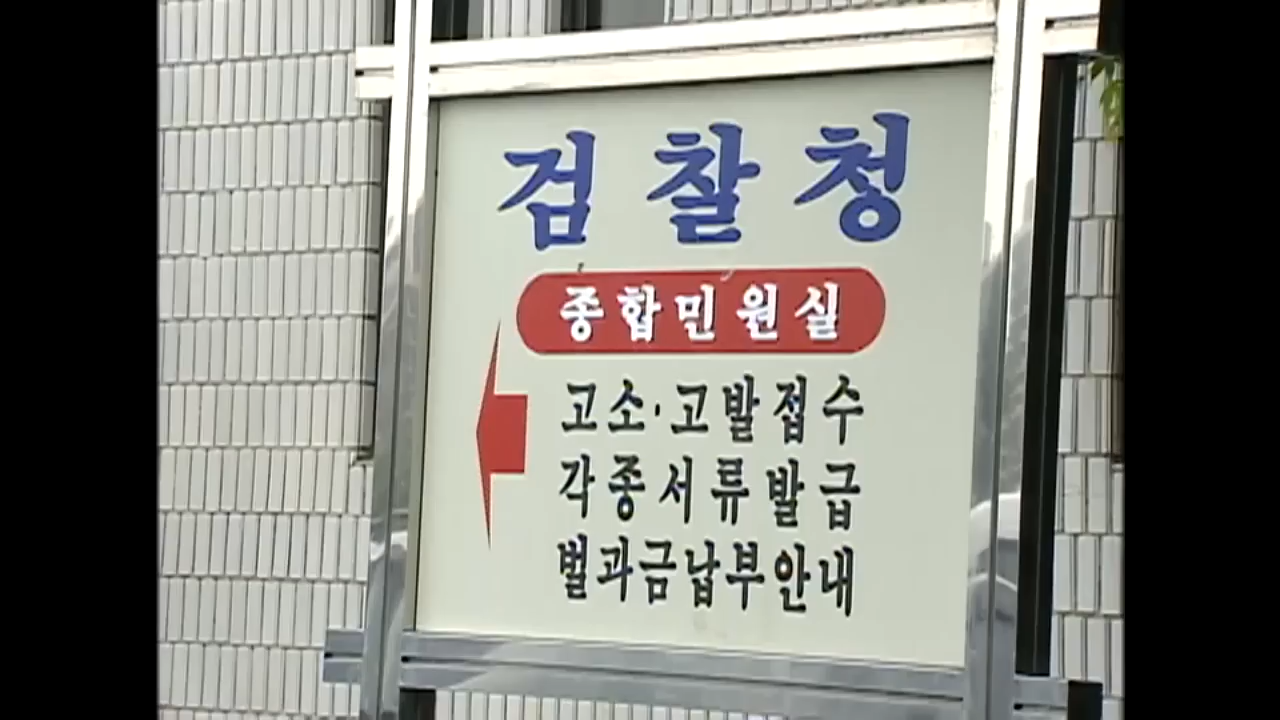 검찰청
종합민원실
고소·고발접수
각종서류발급
벌과금납부안내